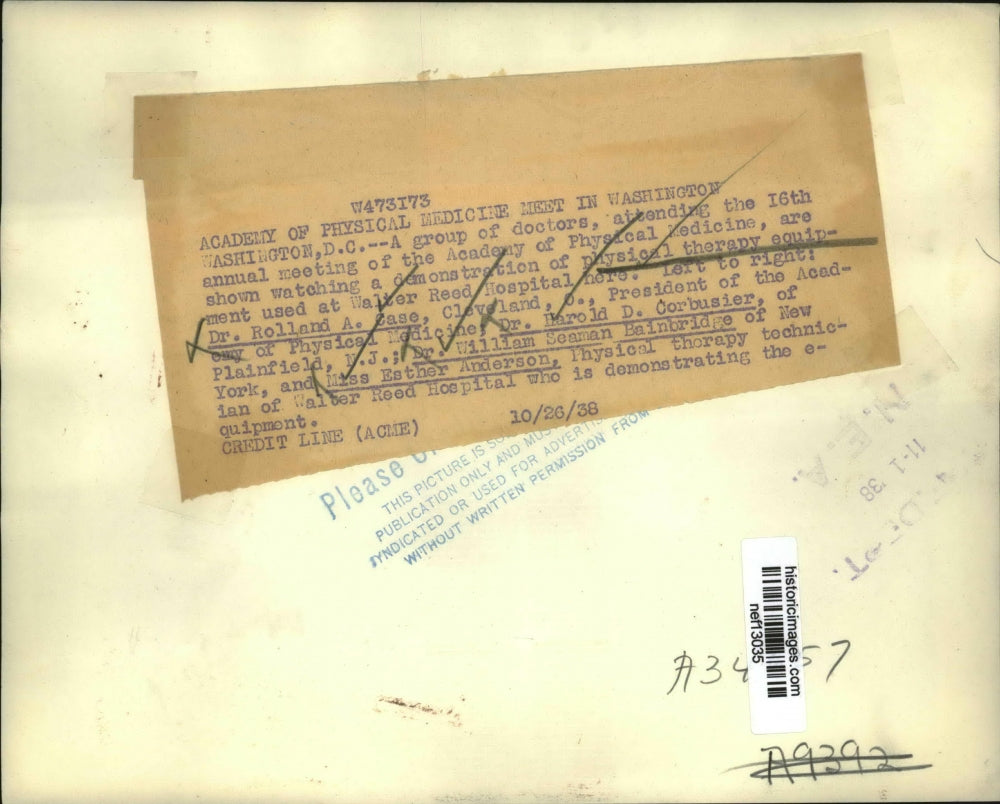 W473173
ACADEMY OF PHYSICAL MEDICINE MEET IN WASHINGTON
WASHINGTON,D.C.--A group of doctors, attending the 16th
annual meeting of the Academy of Physical Medicine, are
shown watching a demonstration of physical therapy equip-
ment used at Walter Reed Hospital here. Left to right:
Dr. Rolland A. Case, Cleveland, O., President of the Acad-
emy of Physical Medicine; Dr. Harold D. Corbusier, of
Plainfield, N.J.; Dr. William Seaman Bainbridge of New
York, and Miss Esther Anderson, Physical therapy technic-
ian of Walter Reed Hospital who is demonstrating the e-
quipment.
CREDIT LINE (ACME) 10/26/38
Please
THIS PICTURE IS
PUBLICATION ONLY AND
SYNDICATED OR USED FOR
WITHOUT WRITTEN PERMISSION FROM
N.E.A.
11-1 '38
historicimages.com
nef13035
A9392